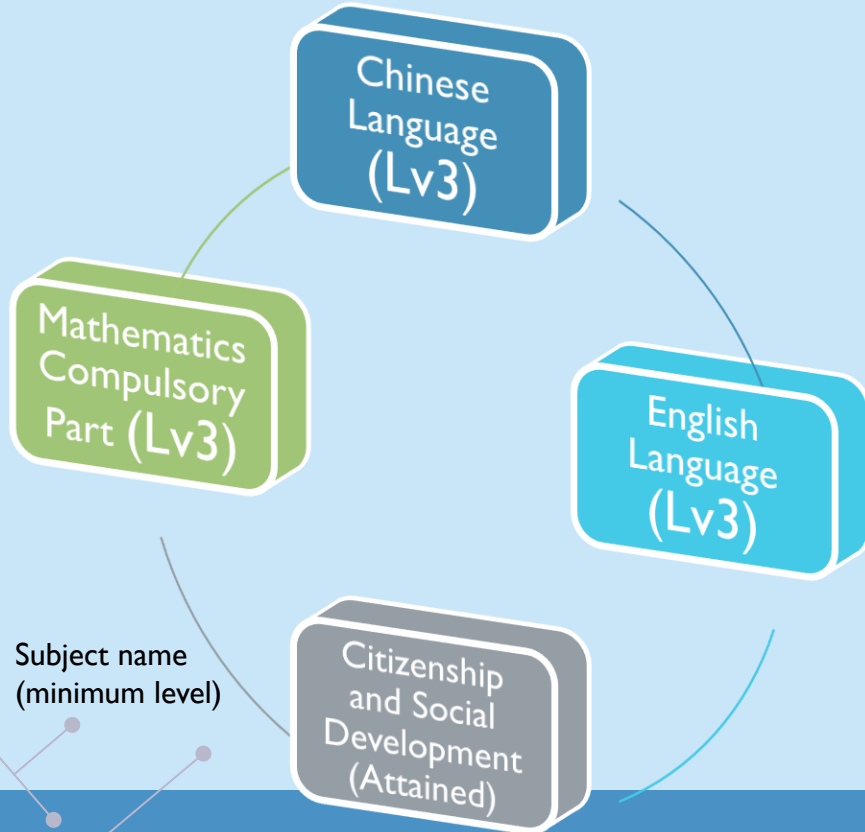 Chinese
Language
(Lv3)
Mathematics
Compulsory
Part (Lv3)
English
Language
(Lv3)
Subject name
(minimum level)
Citizenship
and Social
Development
(Attained)